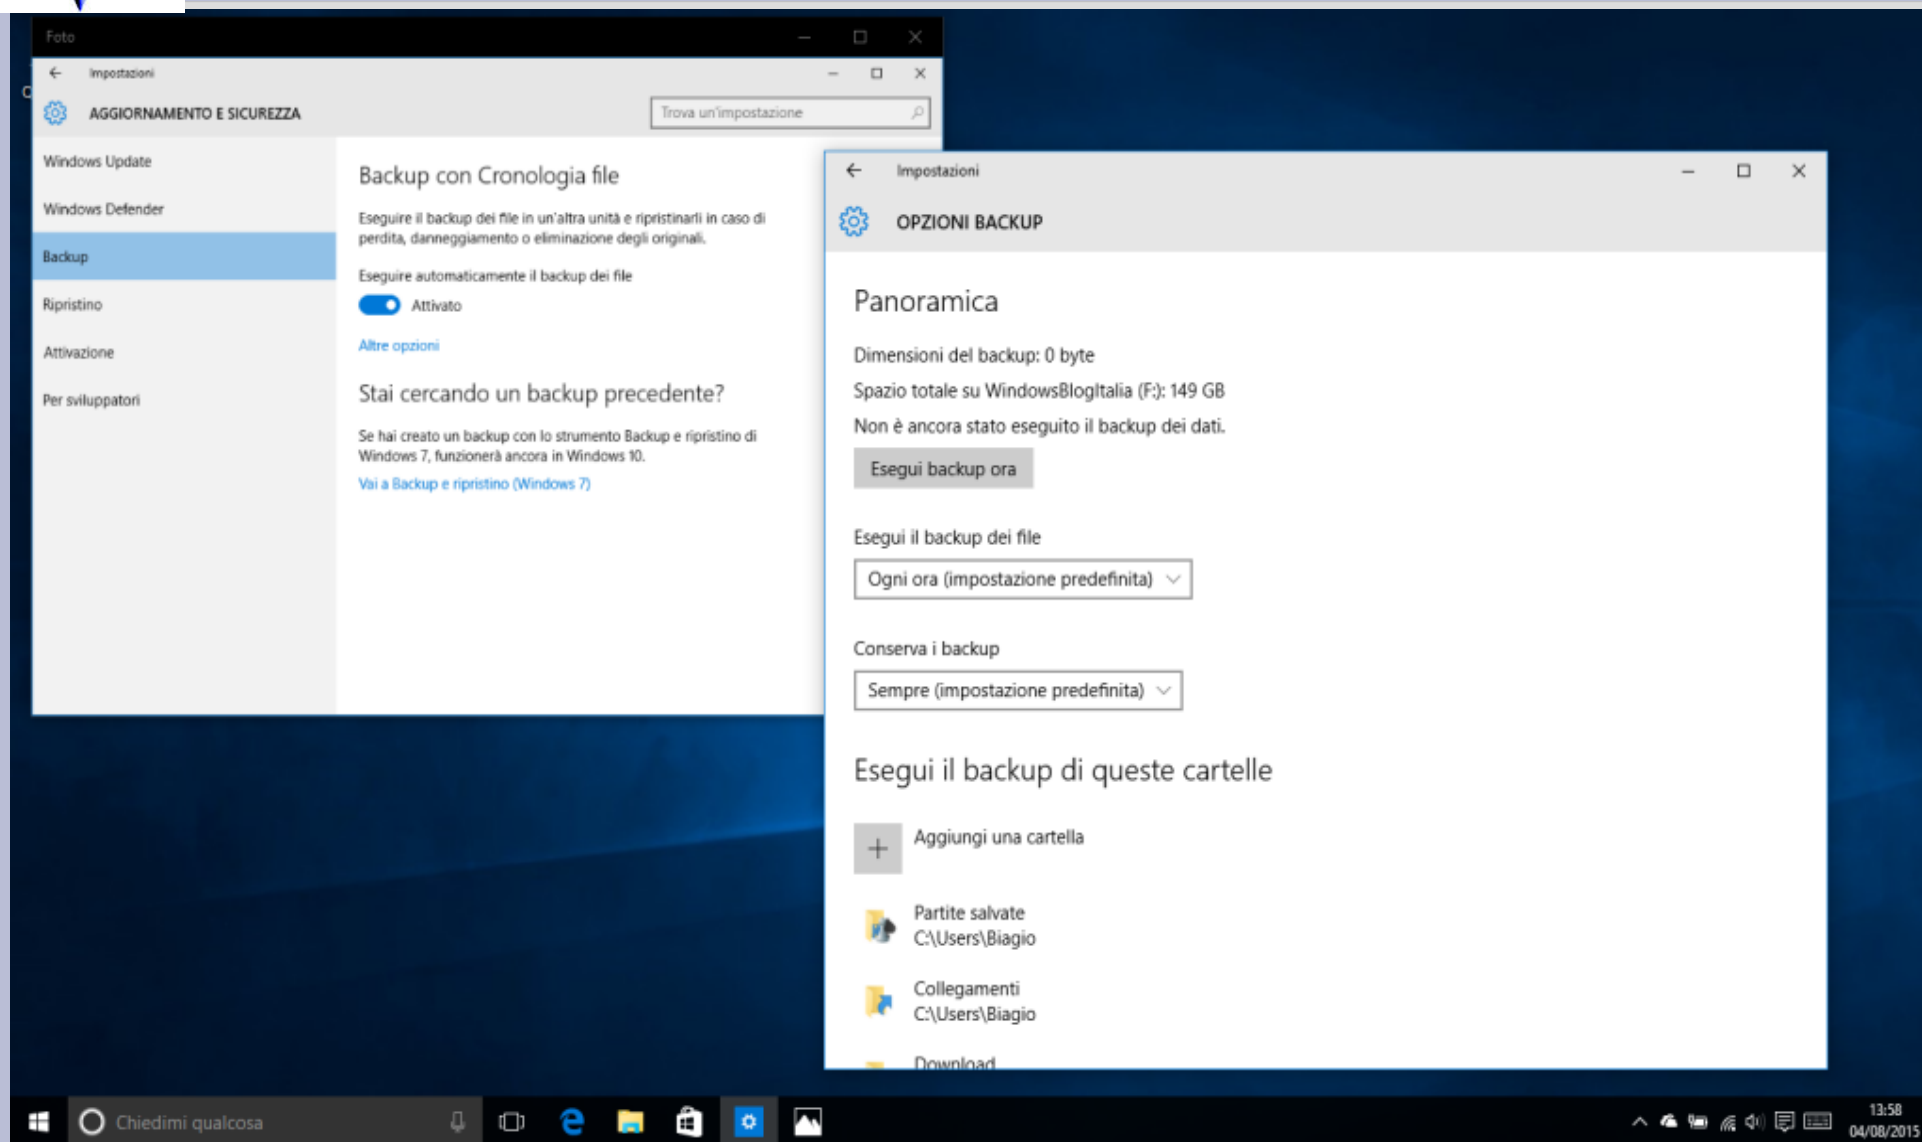 Foto
Impostazioni
AGGIORNAMENTO E SICUREZZA
Trova un'impostazione
Windows Update
Windows Defender
Backup
Ripristino
Attivazione
Per sviluppatori
Backup con Cronologia file
Eseguire il backup dei file in un'altra unità e ripristinarli in caso di
perdita, danneggiamento o eliminazione degli originali.
Eseguire automaticamente il backup dei file
Attivato
Altre opzioni
Stai cercando un backup precedente?
Se hai creato un backup con lo strumento Backup e ripristino di
Windows 7, funzionerà ancora in Windows 10.
Vai a Backup e ripristino (Windows 7)
Impostazioni
OPZIONI BACKUP
Panoramica
Dimensioni del backup: 0 byte
Spazio totale su WindowsBlogItalia (F:): 149 GB
Non è ancora stato eseguito il backup dei dati.
Esegui backup ora
Esegui il backup dei file
Ogni ora (impostazione predefinita)
Conserva i backup
Sempre (impostazione predefinita)
Esegui il backup di queste cartelle
Aggiungi una cartella
Partite salvate
C:\Users\Biagio
Collegamenti
C:\Users\Biagio
Download
Chiedimi qualcosa
13:58
04/08/2015